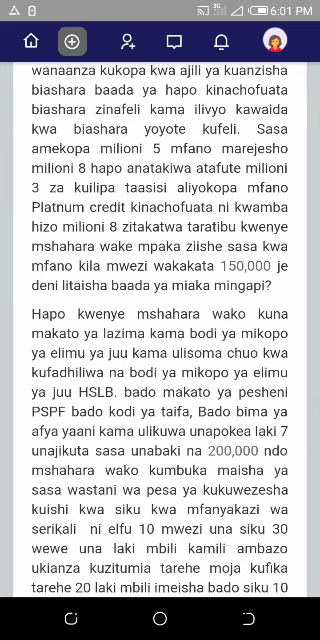 3G
6:01 PM
wanaanza kukopa kwa ajili ya kuanzisha
biashara baada ya hapo kinachofuata
biashara zinafeli kama ilivyo kawaida
kwa biashara yoyote kufeli. Sasa
amekopa milioni 5 mfano marejesho
milioni 8 hapo anatakiwa atafute milioni
3 za kuilipa taasisi aliyokopa mfano
Platnum credit kinachofuata ni kwamba
hizo milioni 8 zitakatwa taratibu kwenye
mshahara wake mpaka ziishe sasa kwa
mfano kila mwezi wakakata 150,000 je
deni litaisha baada ya miaka mingapi?
Hapo kwenye mshahara wako kuna
makato ya lazima kama bodi ya mikopo
ya elimu ya juu kama ulisoma chuo kwa
kufadhiliwa na bodi ya mikopo ya elimu
ya juu HSLB. bado makato ya pesheni
PSPF bado kodi ya taifa, Bado bima ya
afya yaani kama ulikuwa unapokea laki 7
unajikuta sasa unabaki na 200,000 ndo
mshahara wako kumbuka maisha ya
sasa wastani wa pesa ya kukuwezesha
kuishi kwa siku kwa mfanyakazi wa
serikali ni elfu 10 mwezi una siku 30
wewe una laki mbili kamili ambazo
ukianza kuzitumia tarehe moja kufika
tarehe 20 laki mbili imeisha bado siku 10